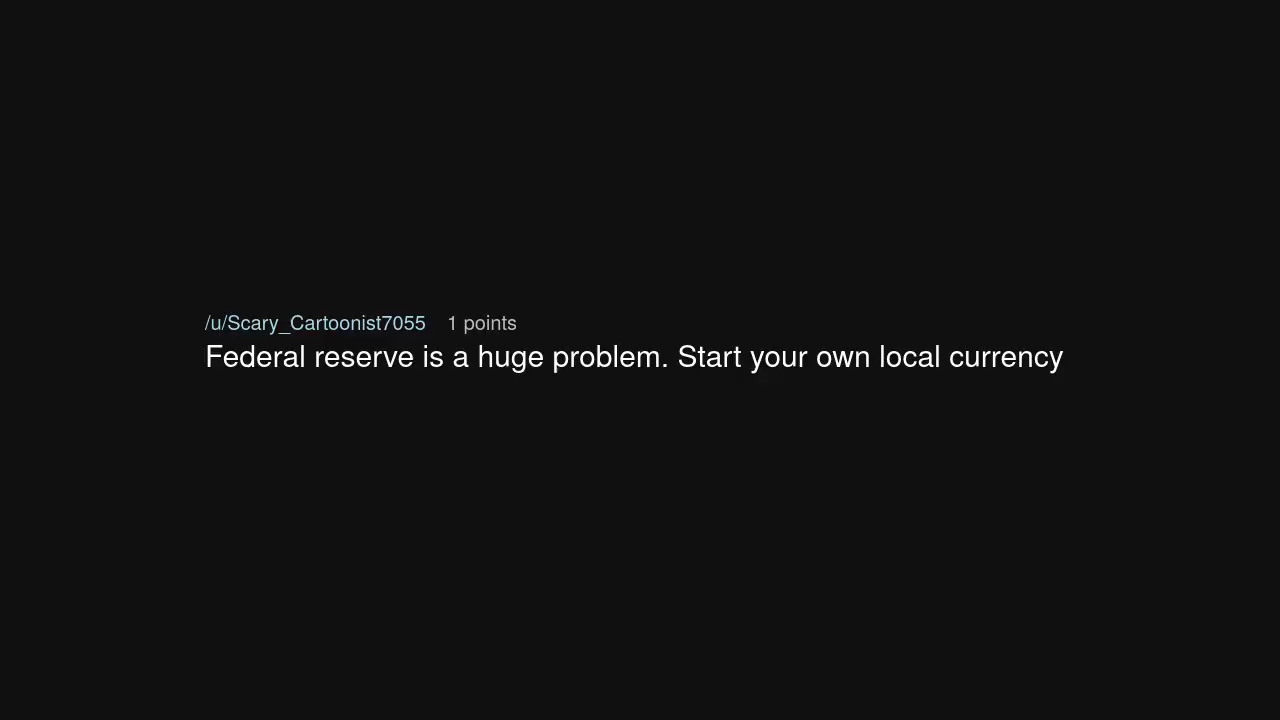 /u/Scary_Cartoonist7055 1 points
Federal reserve is a huge problem. Start your own local currency